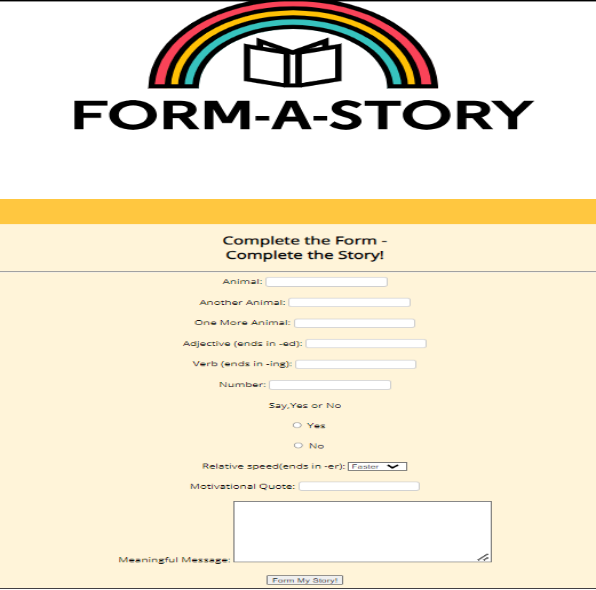 FORM-A-STORY
Complete the Form -
Complete the Story!
Animal:
Another Animal:
One More Animal:
Adjective (ends in -ed):
Verb (ends in -ing):
Number:
Say,Yes or No
Yes
No
Relative speed(ends in -er): Faster
Motivational Quote:
Meaningful Message:
Form My Story!